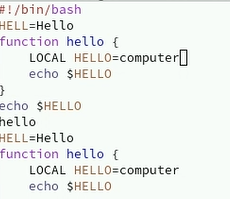 #!/bin/bash
HELL=Hello
function hello {
    LOCAL HELLO=computer
    echo $HELLO
}
echo $HELLO
hello
HELL=Hello
function hello {
    LOCAL HELLO=computer
    echo $HELLO